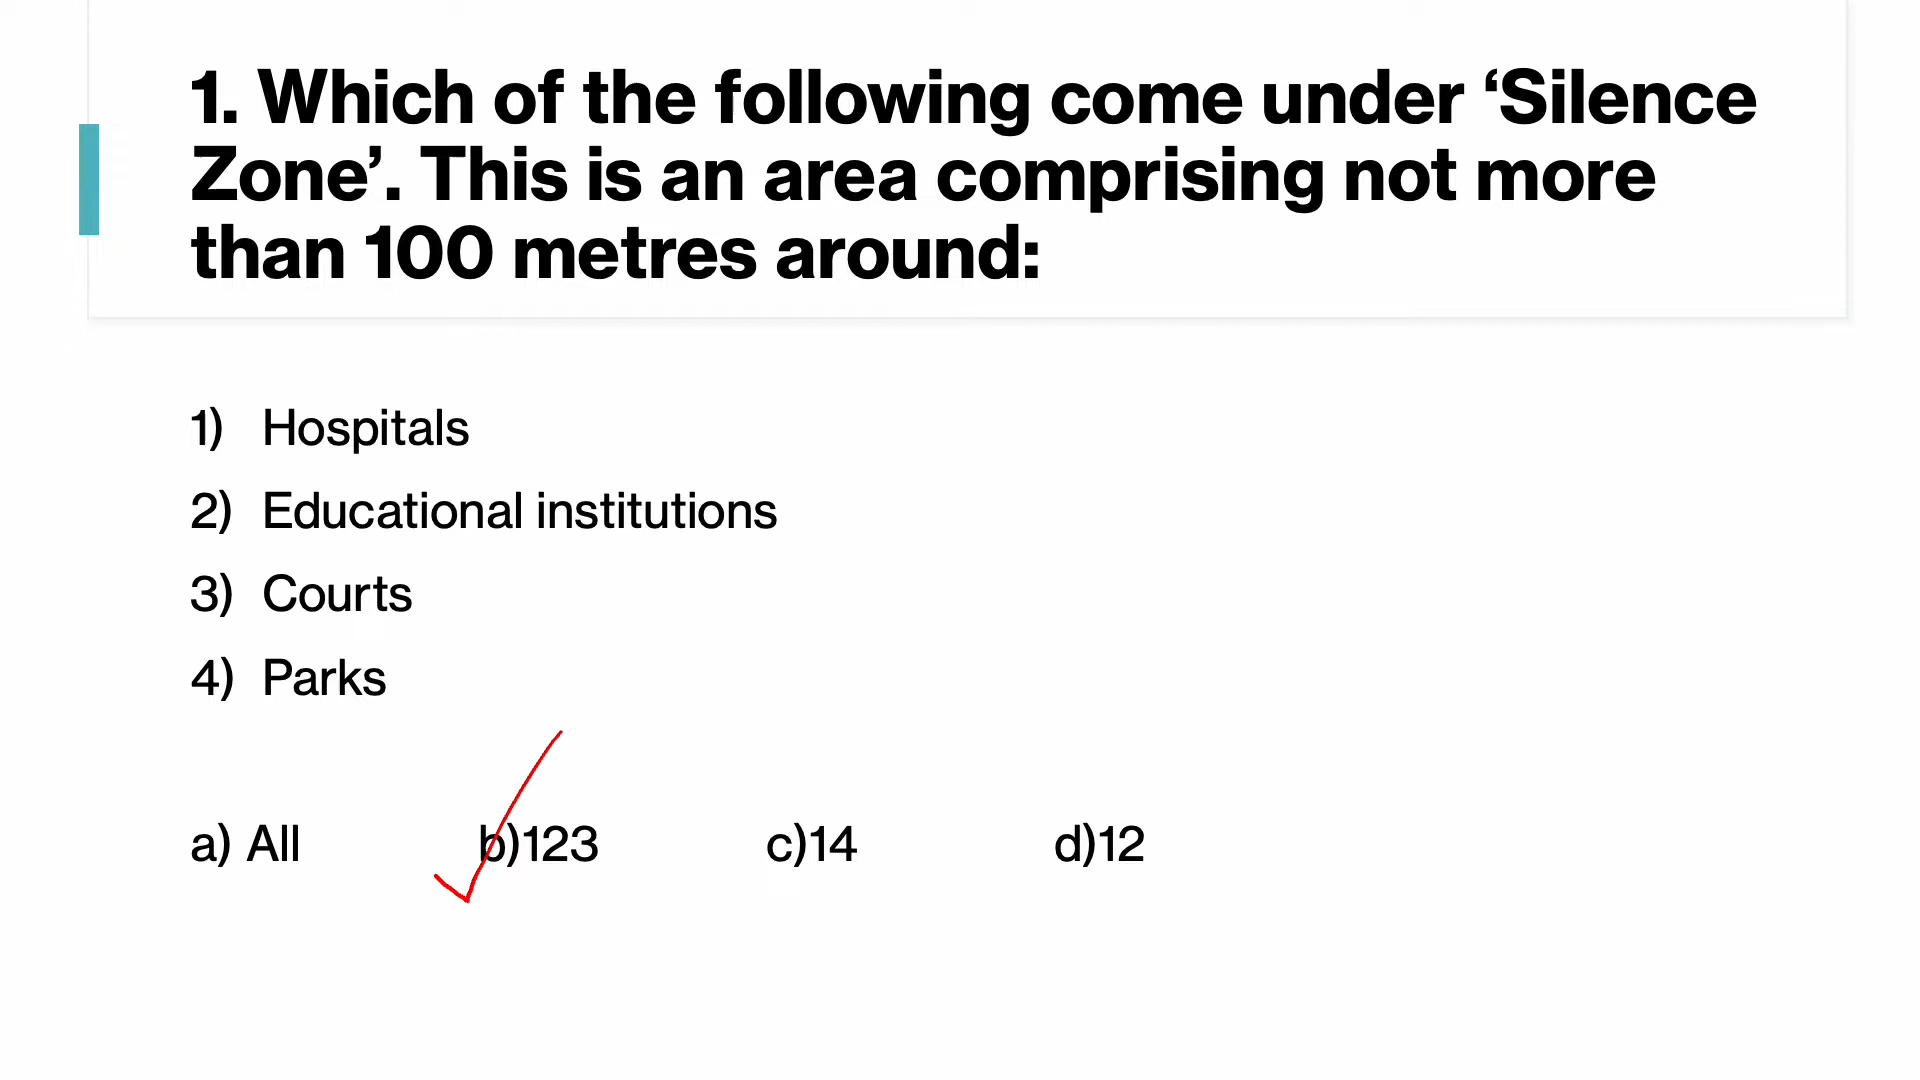 1. Which of the following come under ‘Silence
Zone’. This is an area comprising not more
than 100 metres around:
1) Hospitals
2) Educational institutions
3) Courts
4) Parks
a) All b)123 c)14 d)12